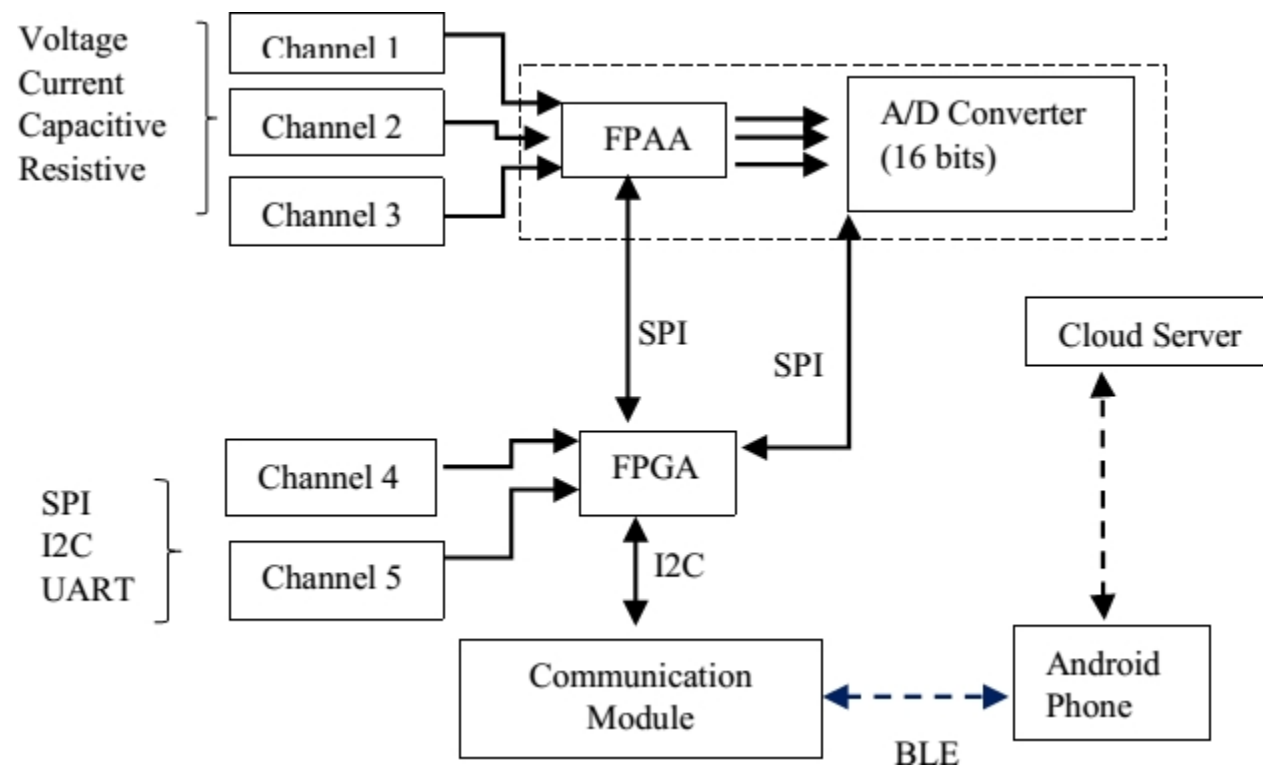 Voltage
Current
Capacitive
Resistive
Channel 1
Channel 2
Channel 3
FPAA
A/D Converter
(16 bits)
SPI
SPI
Cloud Server
Channel 4
FPGA
SPI
I2C
UART
Channel 5
I2C
Communication
Module
BLE
Android
Phone